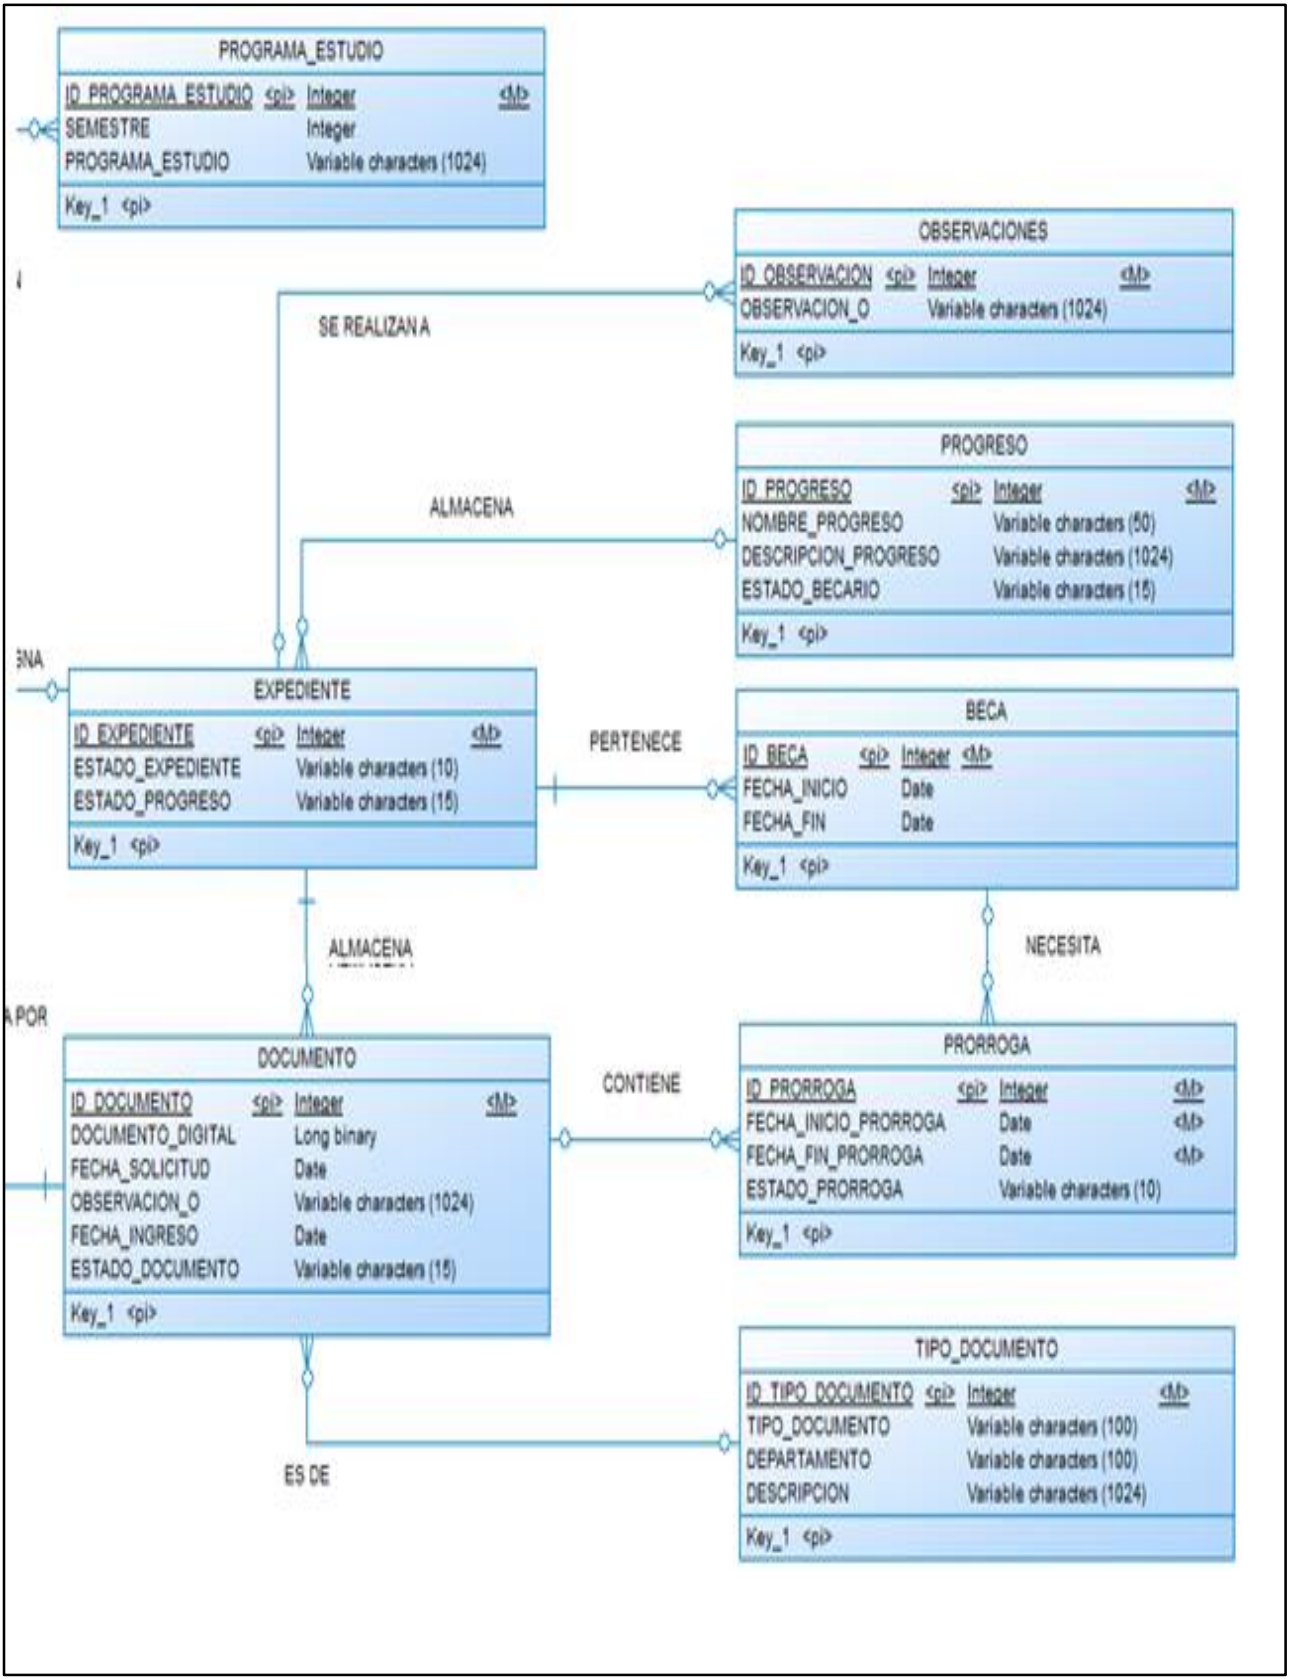 PROGRAMA_ESTUDIO
ID_PROGRAMA_ESTUDIO <pi> Integer <M>
SEMESTRE Integer
PROGRAMA_ESTUDIO Variable characters (1024)
Key_1 <pi>
OBSERVACIONES
ID_OBSERVACION <pi> Integer <M>
OBSERVACION_O Variable characters (1024)
Key_1 <pi>
SE REALIZAN A
PROGRESO
ID_PROGRESO <pi> Integer <M>
NOMBRE_PROGRESO Variable characters (50)
DESCRIPCION_PROGRESO Variable characters (1024)
ESTADO_BECARIO Variable characters (15)
Key_1 <pi>
ALMACENA
GNA
EXPEDIENTE
ID_EXPEDIENTE <pi> Integer <M>
ESTADO_EXPEDIENTE Variable characters (10)
ESTADO_PROGRESO Variable characters (15)
Key_1 <pi>
PERTENECE
BECA
ID_BECA <pi> Integer <M>
FECHA_INICIO Date
FECHA_FIN Date
Key_1 <pi>
ALMACENA
NECESITA
A POR
DOCUMENTO
ID_DOCUMENTO <pi> Integer <M>
DOCUMENTO_DIGITAL Long binary
FECHA_SOLICITUD Date
OBSERVACION_O Variable characters (1024)
FECHA_INGRESO Date
ESTADO_DOCUMENTO Variable characters (15)
Key_1 <pi>
CONTIENE
PRORROGA
ID_PRORROGA <pi> Integer <M>
FECHA_INICIO_PRORROGA Date <M>
FECHA_FIN_PRORROGA Date <M>
ESTADO_PRORROGA Variable characters (10)
Key_1 <pi>
TIPO_DOCUMENTO
ID_TIPO_DOCUMENTO <pi> Integer <M>
TIPO_DOCUMENTO Variable characters (100)
DEPARTAMENTO Variable characters (100)
DESCRIPCION Variable characters (1024)
Key_1 <pi>
ES DE